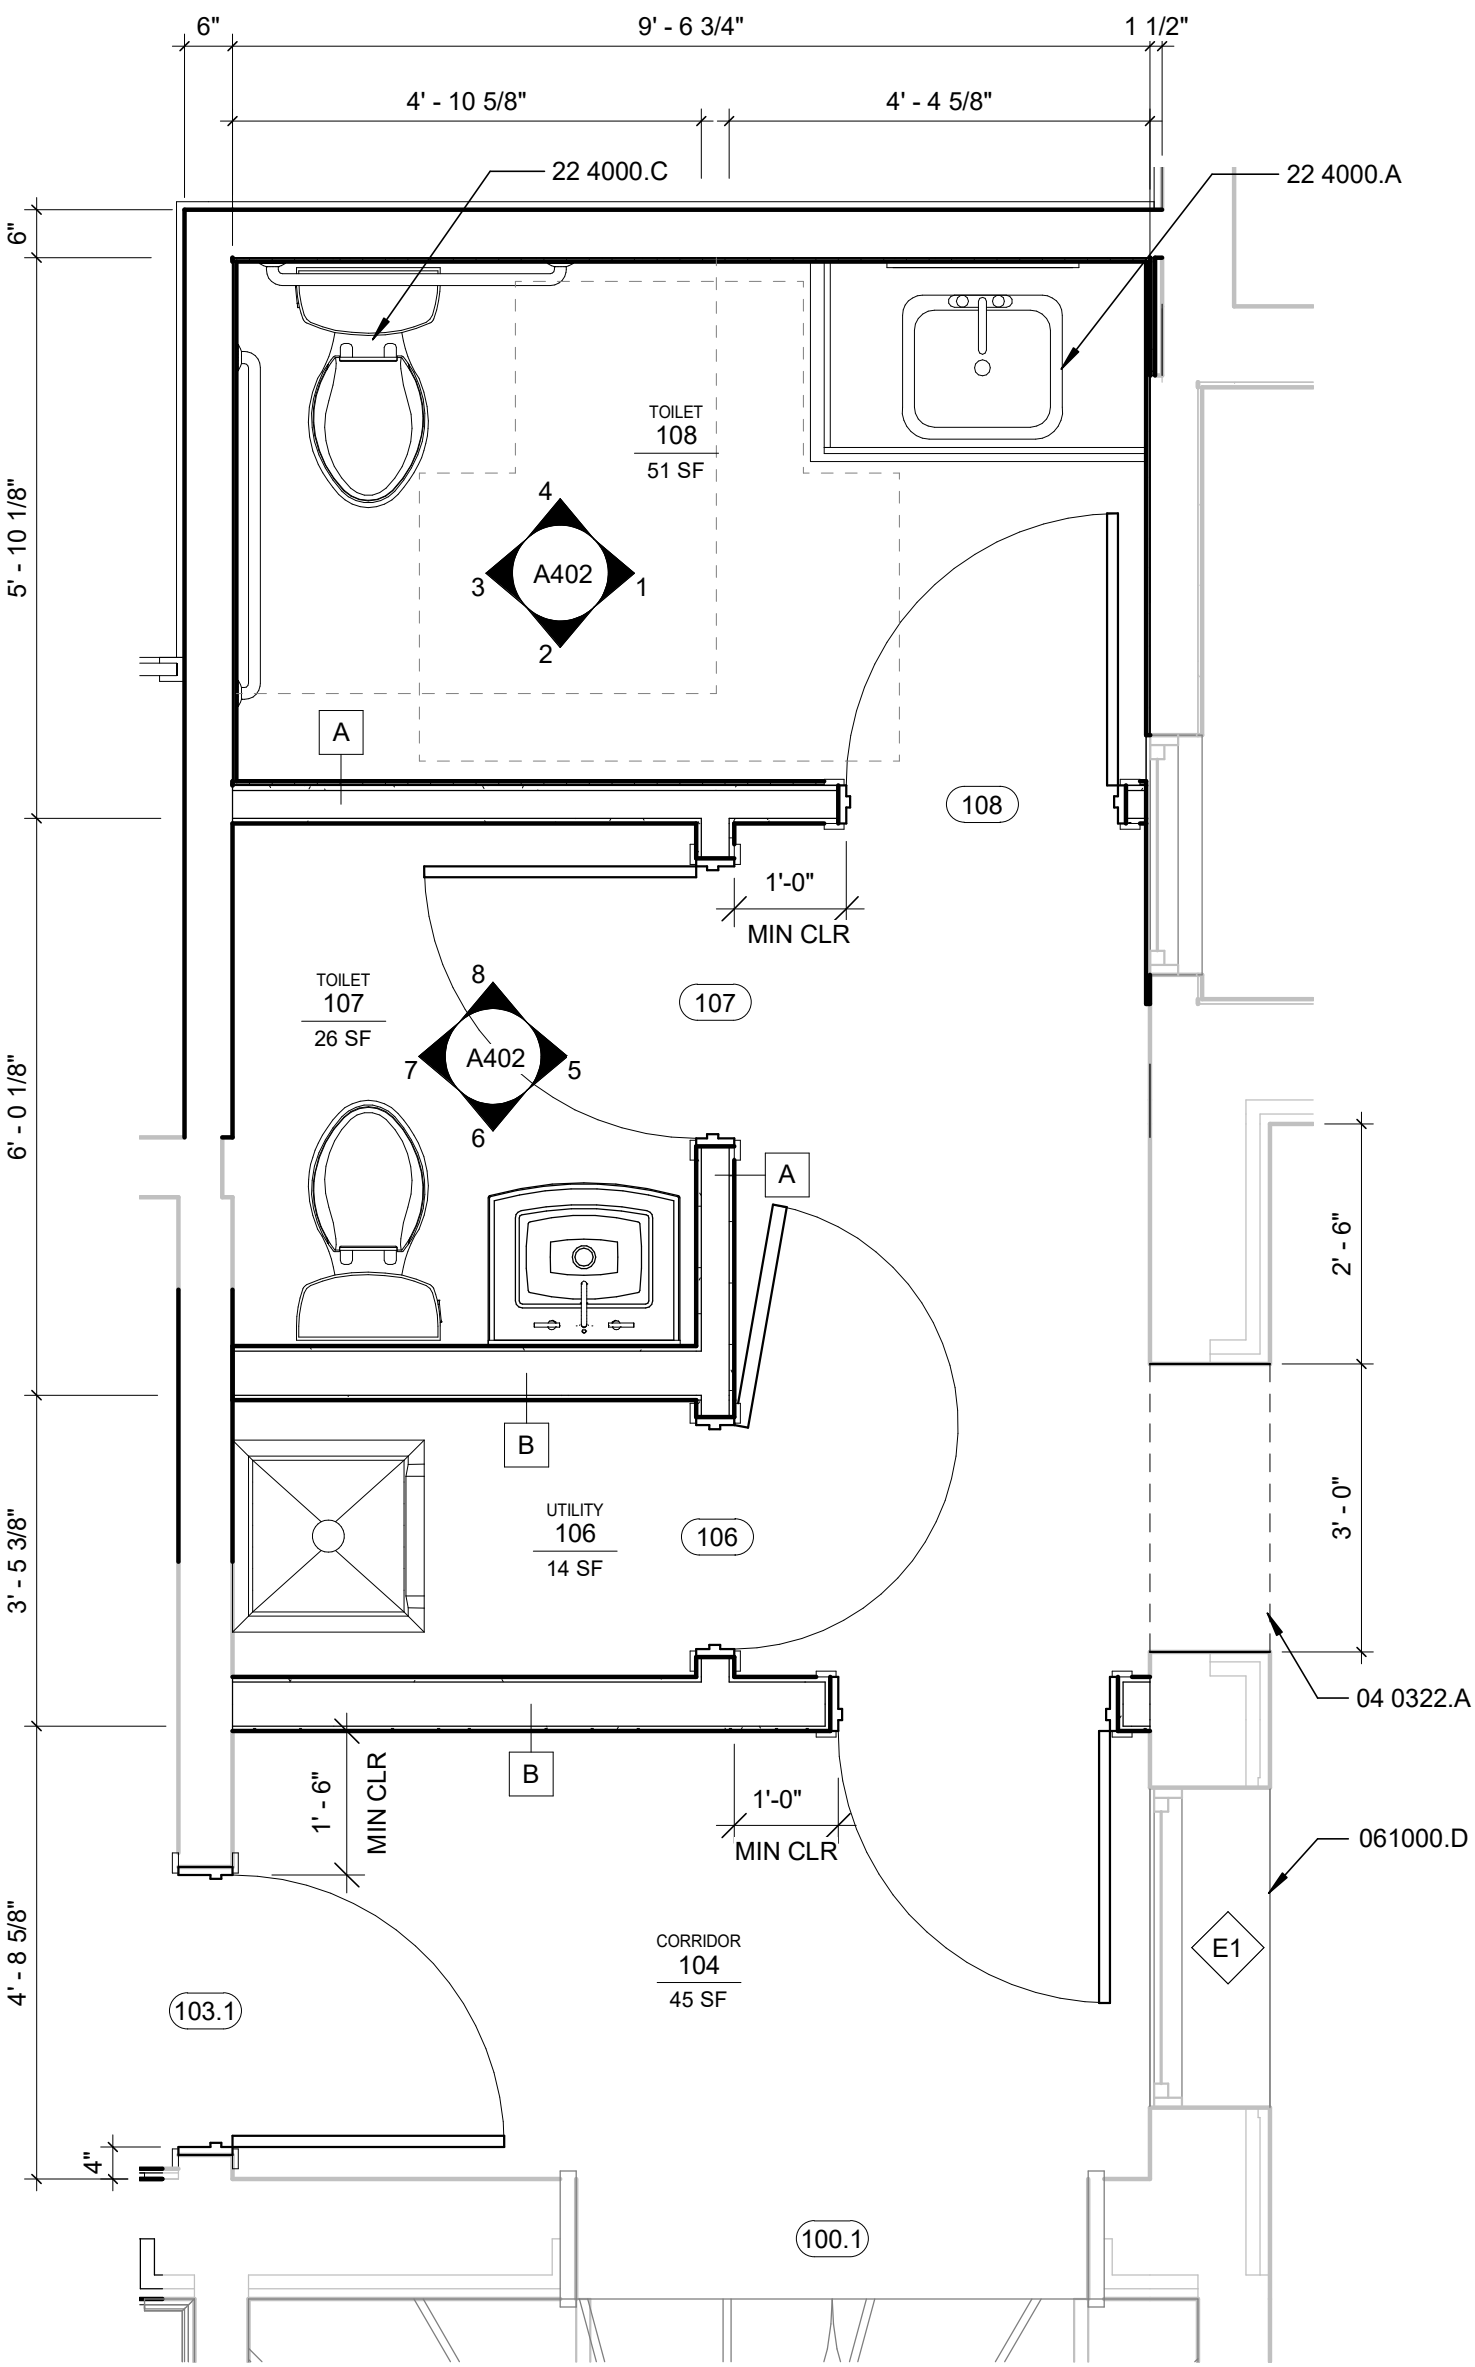 6"
9' - 6 3/4"
1 1/2"
4' - 10 5/8"
4' - 4 5/8"
22 4000.C
22 4000.A
6"
5' - 10 1/8"
TOILET
108
51 SF
4
3
A402
1
2
A
108
1'-0"
MIN CLR
6' - 0 1/8"
TOILET
107
26 SF
8
7
A402
5
6
107
A
2' - 6"
B
3' - 5 3/8"
UTILITY
106
14 SF
106
3' - 0"
04 0322.A
1' - 6"
MIN CLR
B
1'-0"
MIN CLR
061000.D
E1
4' - 8 5/8"
CORRIDOR
104
45 SF
103.1
4"
100.1